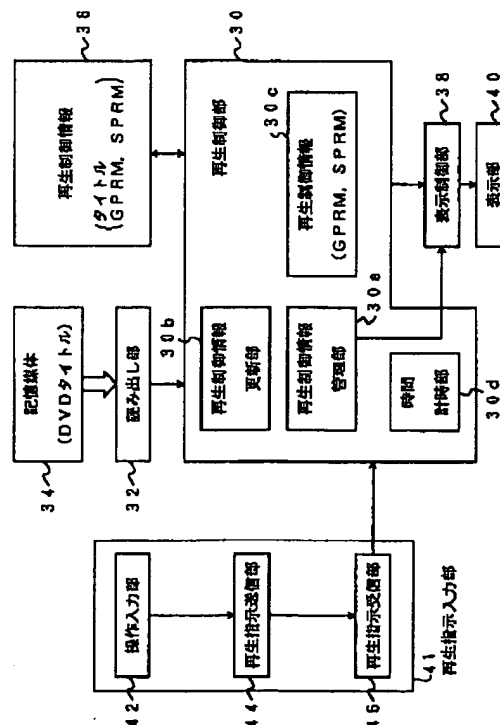 34
記憶媒体
(DVDタイトル)
32
読み出し部
36
再生制御情報
タイトル
GPRM, SPRM
30
再生制御部
30b
再生制御情報
更新部
30c
再生制御情報
(GPRM, SPRM)
30a
再生制御情報
管理部
30d
時間
計時部
42
操作入力部
44
再生指示送信部
46
再生指示受信部
41
再生指示入力部
38
表示制御部
40
表示部